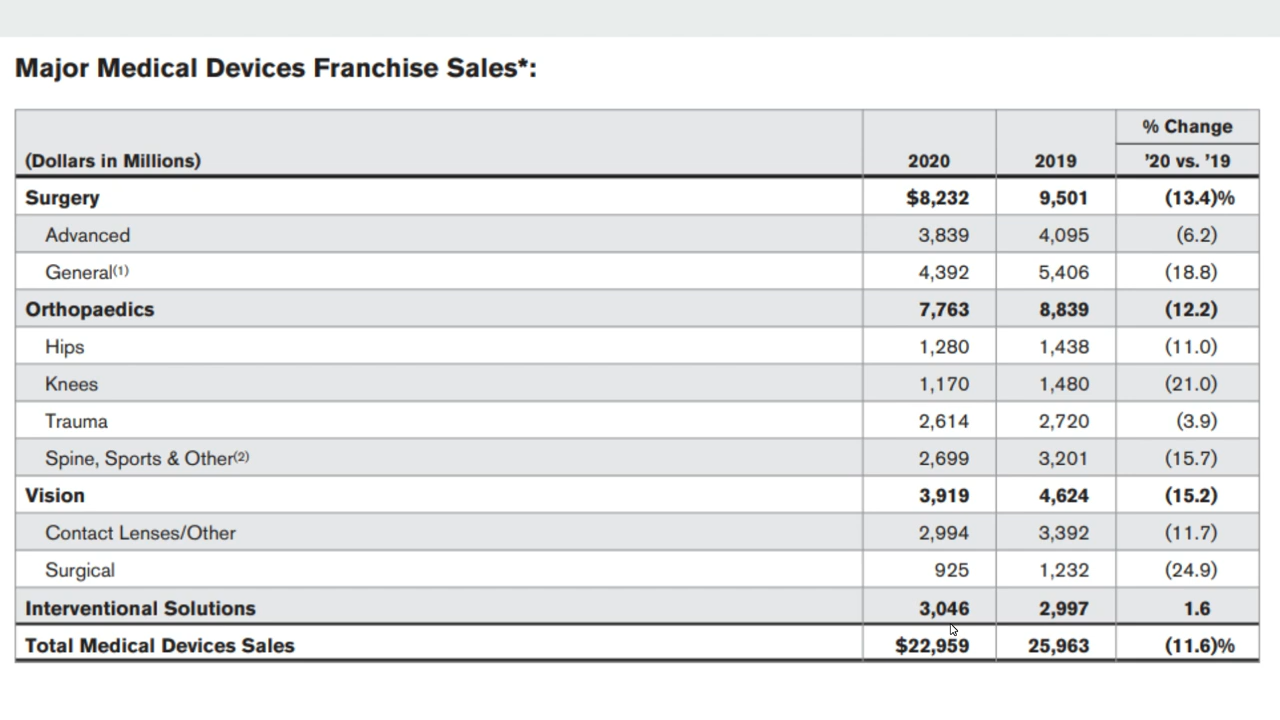 Major Medical Devices Franchise Sales*:
% Change
(Dollars in Millions) 2020 2019 ’20 vs. ’19
Surgery $8,232 9,501 (13.4)%
Advanced 3,839 4,095 (6.2)
General(1) 4,392 5,406 (18.8)
Orthopaedics 7,763 8,839 (12.2)
Hips 1,280 1,438 (11.0)
Knees 1,170 1,480 (21.0)
Trauma 2,614 2,720 (3.9)
Spine, Sports & Other(2) 2,699 3,201 (15.7)
Vision 3,919 4,624 (15.2)
Contact Lenses/Other 2,994 3,392 (11.7)
Surgical 925 1,232 (24.9)
Interventional Solutions 3,046 2,997 1.6
Total Medical Devices Sales $22,959 25,963 (11.6)%